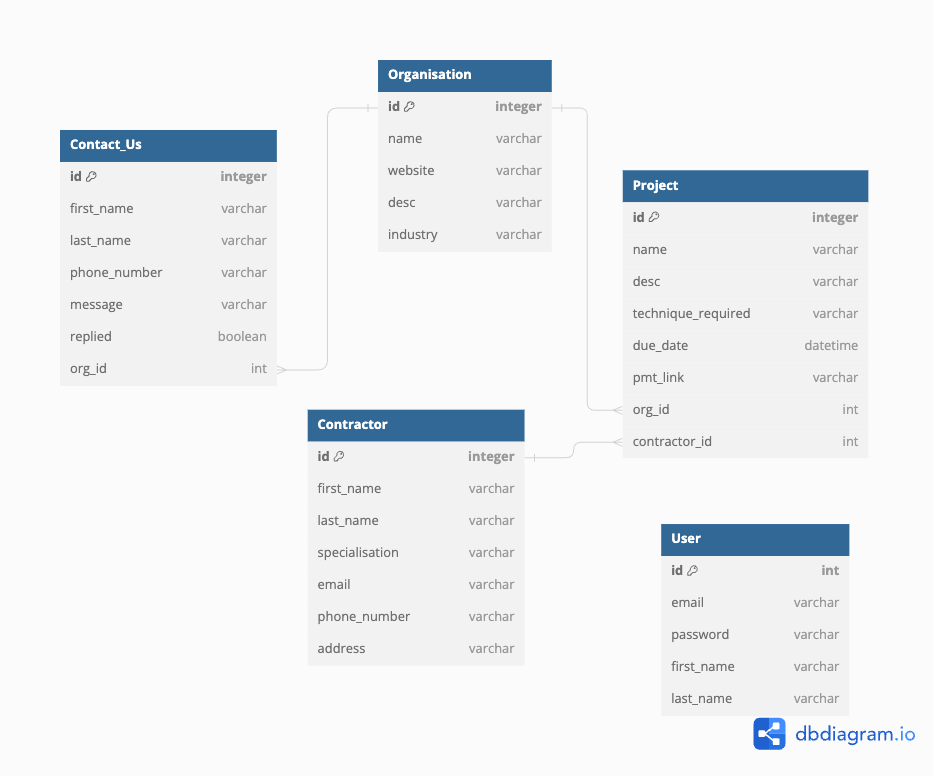 Organisation
id integer
name varchar
website varchar
desc varchar
industry varchar
Contact_Us
id integer
first_name varchar
last_name varchar
phone_number varchar
message varchar
replied boolean
org_id int
Project
id integer
name varchar
desc varchar
technique_required varchar
due_date datetime
pmt_link varchar
org_id int
contractor_id int
Contractor
id integer
first_name varchar
last_name varchar
specialisation varchar
email varchar
phone_number varchar
address varchar
User
id int
email varchar
password varchar
first_name varchar
last_name varchar
dbdiagram.io